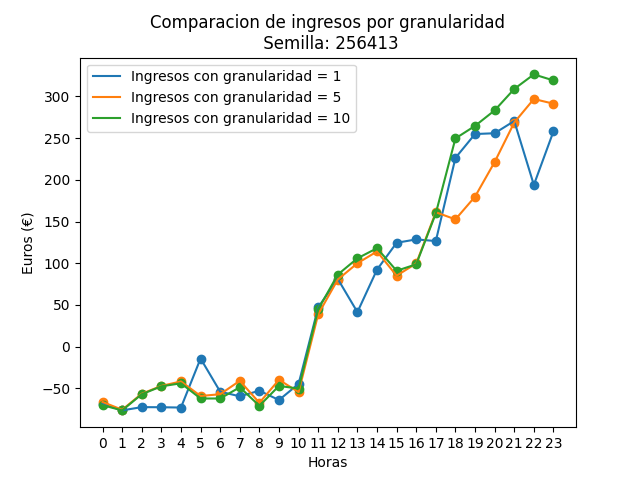 Comparacion de ingresos por granularidad
Semilla: 256413
Ingresos con granularidad = 1
Ingresos con granularidad = 5
Ingresos con granularidad = 10
Euros (€)
300
250
200
150
100
50
0
−50
0 1 2 3 4 5 6 7 8 9 10 11 12 13 14 15 16 17 18 19 20 21 22 23
Horas